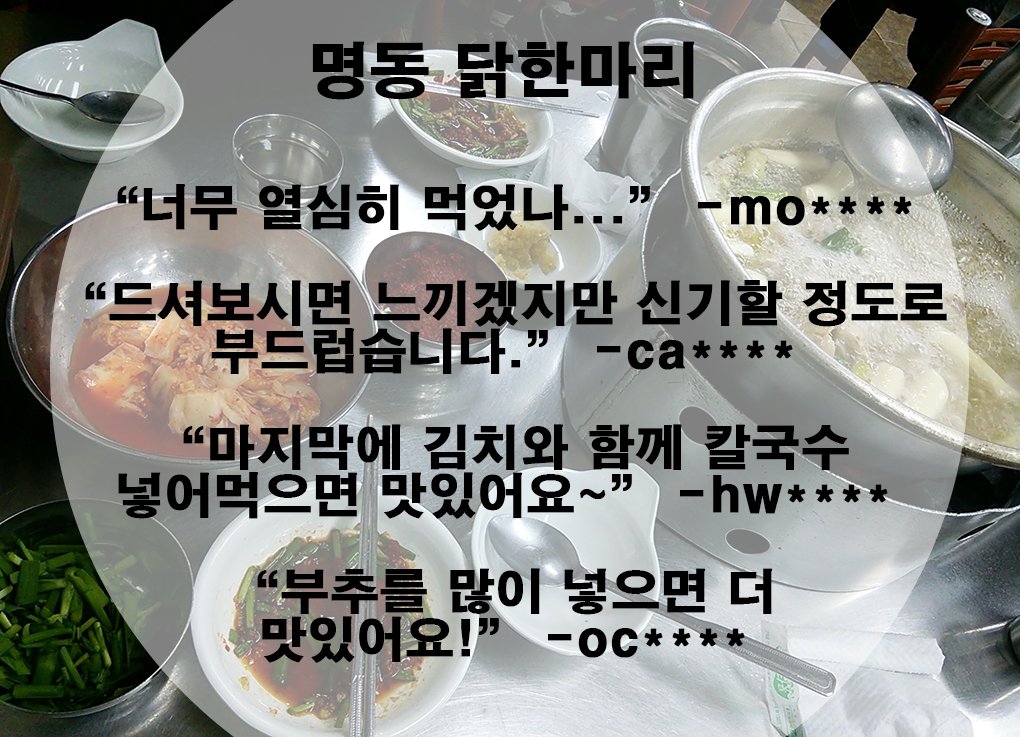 명동 닭한마리
“너무 열심히 먹었나...” -mo****
“드셔보시면 느끼겠지만 신기할 정도로
부드럽습니다.” -ca****
“마지막에 김치와 함께 칼국수
넣어먹으면 맛있어요~” -hw****
“부추를 많이 넣으면 더
맛있어요!” -oc****